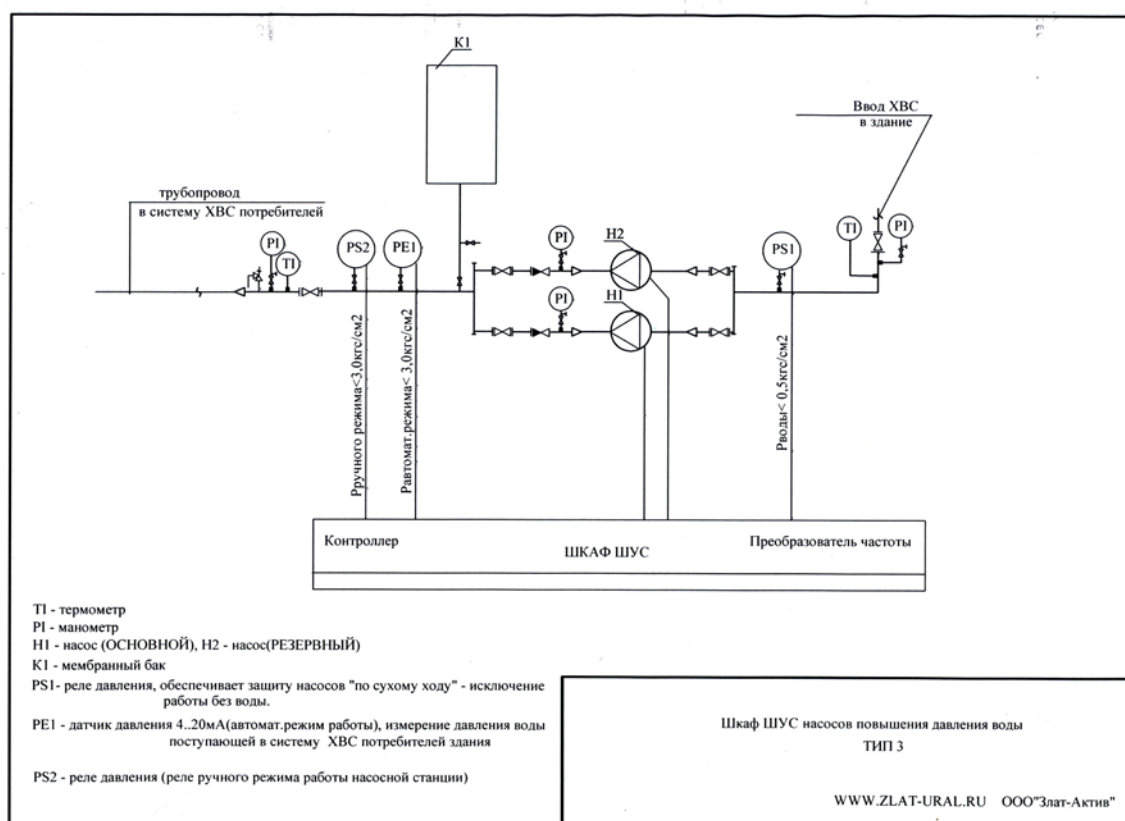 K1
Ввод ХВС
в здание
трубопровод
в систему ХВС потребителей
PI
TI
PS2
PE1
PI
H2
PI
H1
PS1
TI
PI
Рручного режима<3,0кгс/см2
Равтомат.режима< 3,0кгс/см2
Рводы< 0,5кгс/см2
Контроллер
ШКАФ ШУС
Преобразователь частоты
TI - термометр
PI - манометр
H1 - насос (ОСНОВНОЙ), H2 - насос(РЕЗЕРВНЫЙ)
К1 - мембранный бак
PS1- реле давления, обеспечивает защиту насосов "по сухому ходу" - исключение
работы без воды.
PE1 - датчик давления 4..20мА(автомат.режим работы), измерение давления воды
поступающей в систему ХВС потребителей здания
PS2 - реле давления (реле ручного режима работы насосной станции)
Шкаф ШУС насосов повышения давления воды
ТИП 3
WWW.ZLAT-URAL.RU ООО"Злат-Актив"